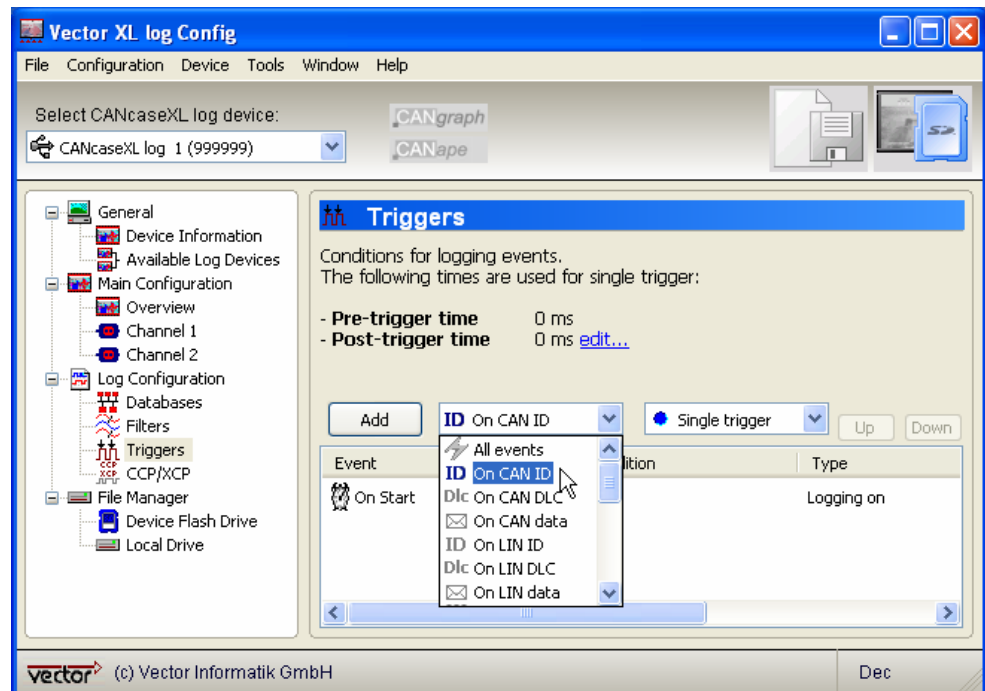 Vector XL log Config
File Configuration Device Tools Window Help
Select CANcaseXL log device:
CANcaseXL log 1 (999999)
CANgraph
CANape
SD
General
Device Information
Available Log Devices
Main Configuration
Overview
Channel 1
Channel 2
Log Configuration
Databases
Filters
Triggers
CCP/XCP
File Manager
Device Flash Drive
Local Drive
Triggers
Conditions for logging events.
The following times are used for single trigger:
- Pre-trigger time 0 ms
- Post-trigger time 0 ms edit...
Add ID On CAN ID Single trigger Up Down
Event dition Type
On Start Logging on
All events
ID On CAN ID
Dlc On CAN DLC
On CAN data
ID On LIN ID
Dlc On LIN DLC
On LIN data
vector (c) Vector Informatik GmbH Dec